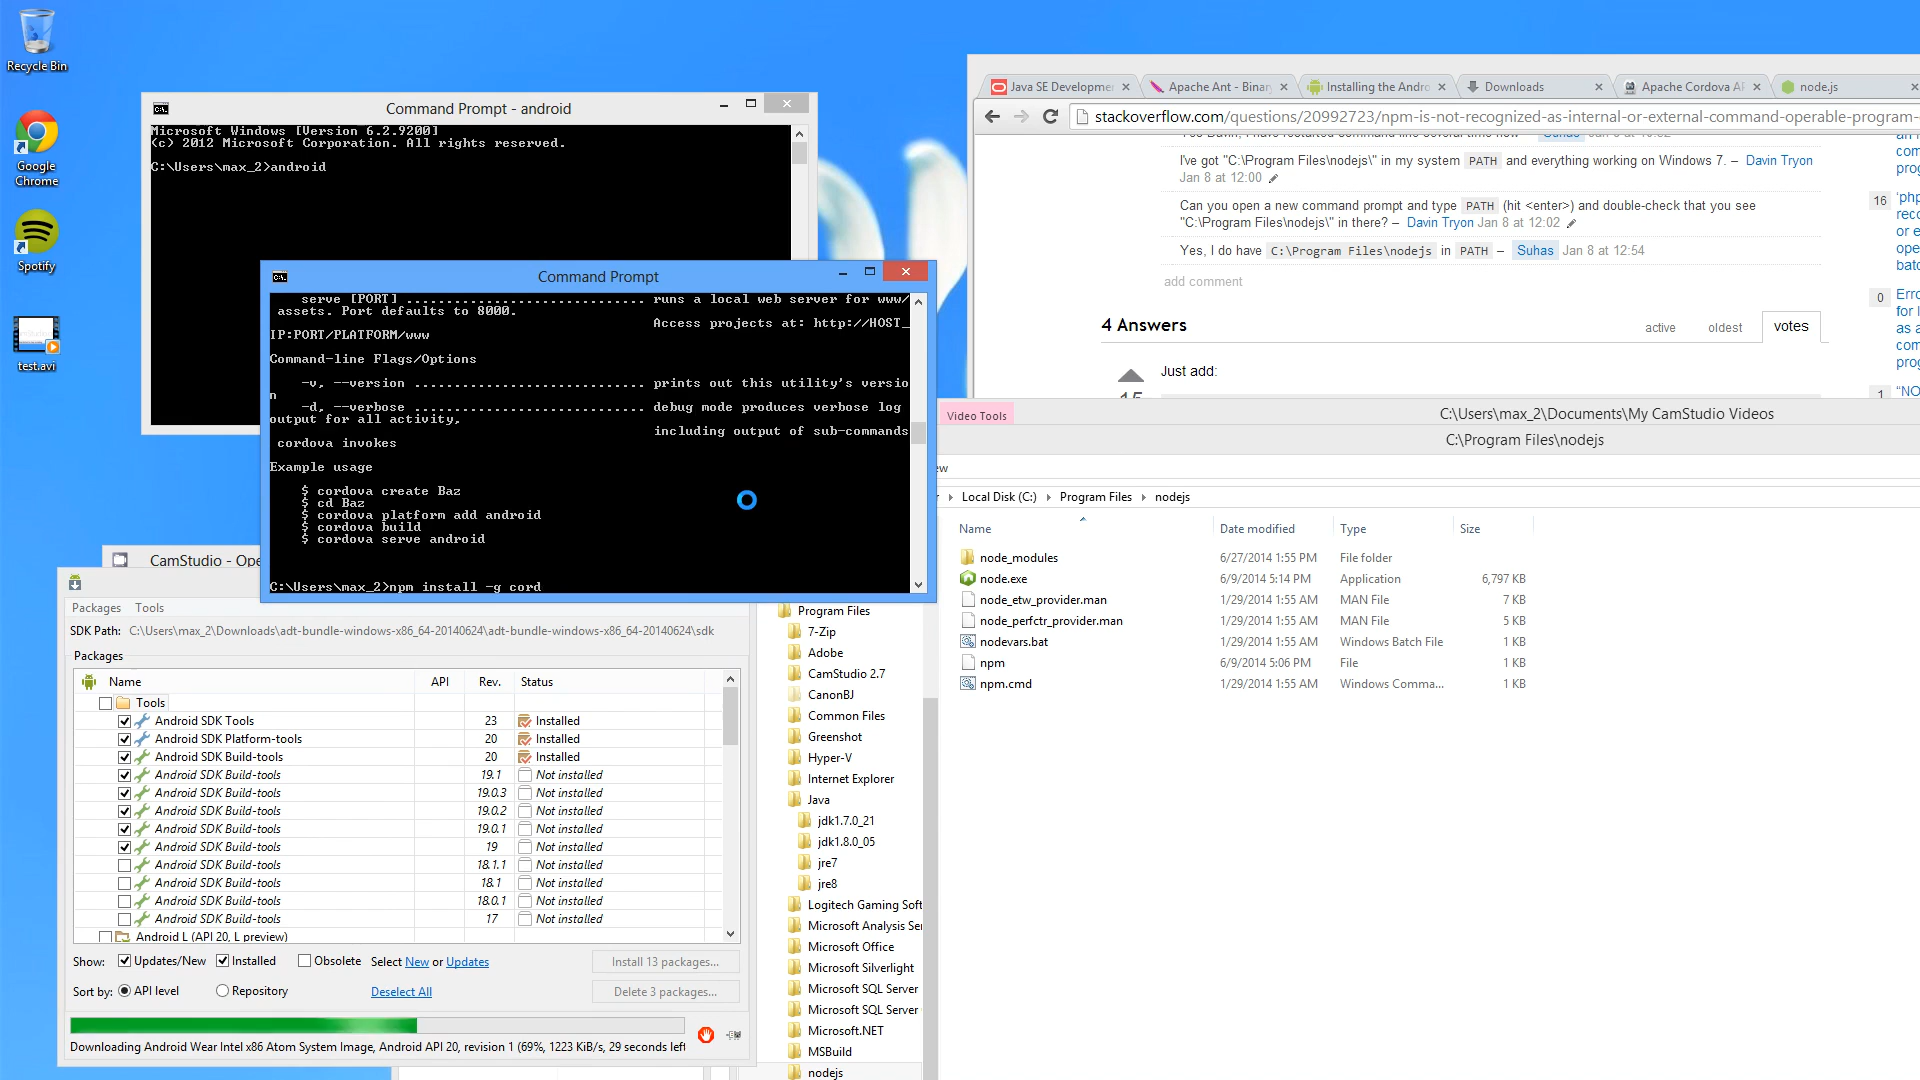 Recycle Bin
Google
Chrome
Spotify
test.avi
Command Prompt - android
Microsoft Windows [Version 6.2.9200]
(c) 2012 Microsoft Corporation. All rights reserved.
C:\Users\max_2>android
Command Prompt
serve [PORT] ............................. runs a local web server for www/
assets. Port defaults to 8000.
Access projects at: http://HOST_
IP:PORT/PLATFORM/www
Command-line Flags/Options
-v, --version ............................. prints out this utility's versio
n
-d, --verbose ............................. debug mode produces verbose log
output for all activity,
including output of sub-commands
cordova invokes
Example usage
$ cordova create Baz
$ cd Baz
$ cordova platform add android
$ cordova build
$ cordova serve android
C:\Users\max_2>npm install -g cord
Java SE Developmen
Apache Ant - Binary
Installing the Andro
Downloads
Apache Cordova AP
node.js
stackoverflow.com/questions/20992723/npm-is-not-recognized-as-internal-or-external-command-operable-program-
I've got "C:\Program Files\nodejs\" in my system PATH and everything working on Windows 7. – Davin Tryon
Jan 8 at 12:00
Can you open a new command prompt and type PATH (hit <enter>) and double-check that you see
"C:\Program Files\nodejs\" in there? – Davin Tryon Jan 8 at 12:02
Yes, I do have C:\Program Files\nodejs in PATH – Suhas Jan 8 at 12:54
add comment
4 Answers
active oldest votes
Just add:
com
prog
16 'php
reco
or e
ope
batc
0 Erro
for l
as a
com
prog
1 "NO
Video Tools
C:\Users\max_2\Documents\My CamStudio Videos
C:\Program Files\nodejs
ew
Local Disk (C:) Program Files nodejs
Name Date modified Type Size
node_modules 6/27/2014 1:55 PM File folder
node.exe 6/9/2014 5:14 PM Application 6,797 KB
node_etw_provider.man 1/29/2014 1:55 AM MAN File 7 KB
node_perfctr_provider.man 1/29/2014 1:55 AM MAN File 5 KB
nodevars.bat 1/29/2014 1:55 AM Windows Batch File 1 KB
npm 6/9/2014 5:06 PM File 1 KB
npm.cmd 1/29/2014 1:55 AM Windows Comma... 1 KB
Program Files
7-Zip
Adobe
CamStudio 2.7
CanonBJ
Common Files
Greenshot
Hyper-V
Internet Explorer
Java
jdk1.7.0_21
jdk1.8.0_05
jre7
jre8
Logitech Gaming Soft
Microsoft Analysis Ser
Microsoft Office
Microsoft Silverlight
Microsoft SQL Server
Microsoft SQL Server
Microsoft.NET
MSBuild
nodejs
CamStudio - Ope
Packages Tools
SDK Path: C:\Users\max_2\Downloads\adt-bundle-windows-x86_64-20140624\adt-bundle-windows-x86_64-20140624\sdk
Packages
Name API Rev. Status
Tools
Android SDK Tools 23 Installed
Android SDK Platform-tools 20 Installed
Android SDK Build-tools 20 Installed
Android SDK Build-tools 19.1 Not installed
Android SDK Build-tools 19.0.3 Not installed
Android SDK Build-tools 19.0.2 Not installed
Android SDK Build-tools 19.0.1 Not installed
Android SDK Build-tools 19 Not installed
Android SDK Build-tools 18.1.1 Not installed
Android SDK Build-tools 18.1 Not installed
Android SDK Build-tools 18.0.1 Not installed
Android SDK Build-tools 17 Not installed
Android L (API 20, L preview)
Show: Updates/New Installed Obsolete Select New or Updates
Install 13 packages...
Sort by: API level Repository Deselect All
Delete 3 packages...
Downloading Android Wear Intel x86 Atom System Image, Android API 20, revision 1 (69%, 1223 KiB/s, 29 seconds left